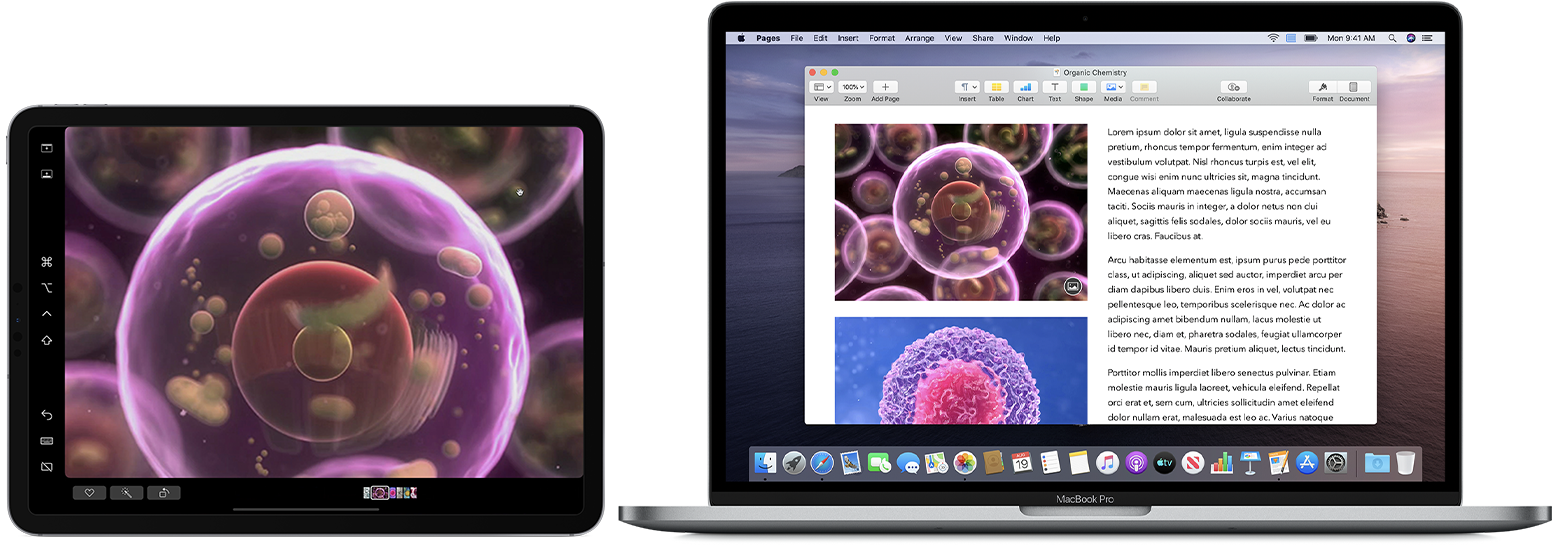 Pages File Edit Insert Format Arrange View Share Window Help Mon 9:41 AM
Organic Chemistry
100%
View Zoom Add Page Insert Table Chart Text Shape Media Comment Collaborate Format Document
Lorem ipsum dolor sit amet, ligula suspendisse nulla
pretium, rhoncus tempor fermentum, enim integer ad
vestibulum volutpat. Nisl rhoncus turpis est, vel elit,
congue wisi enim nunc ultricies sit, magna tincidunt.
Maecenas aliquam maecenas ligula nostra, accumsan
taciti. Sociis mauris in integer, a dolor netus non dui
aliquet, sagittis felis sodales, dolor sociis mauris, vel eu
libero cras. Faucibus at.
Arcu habitasse elementum est, ipsum purus pede porttitor
class, ut adipiscing, aliquet sed auctor, imperdiet arcu per
diam dapibus libero duis. Enim eros in vel, volutpat nec
pellentesque leo, temporibus scelerisque nec. Ac dolor ac
adipiscing amet bibendum nullam, lacus molestie ut
libero nec, diam et, pharetra sodales, feugiat ullamcorper
id tempor id vitae. Mauris pretium aliquet, lectus tincidunt.
Porttitor mollis imperdiet libero senectus pulvinar. Etiam
molestie mauris ligula laoreet, vehicula eleifend. Repellat
orci erat et, sem cum, ultricies sollicitudin amet eleifend
dolor nullam erat, malesuada est leo ac. Varius natoque
AUG
19
tv
MacBook Pro